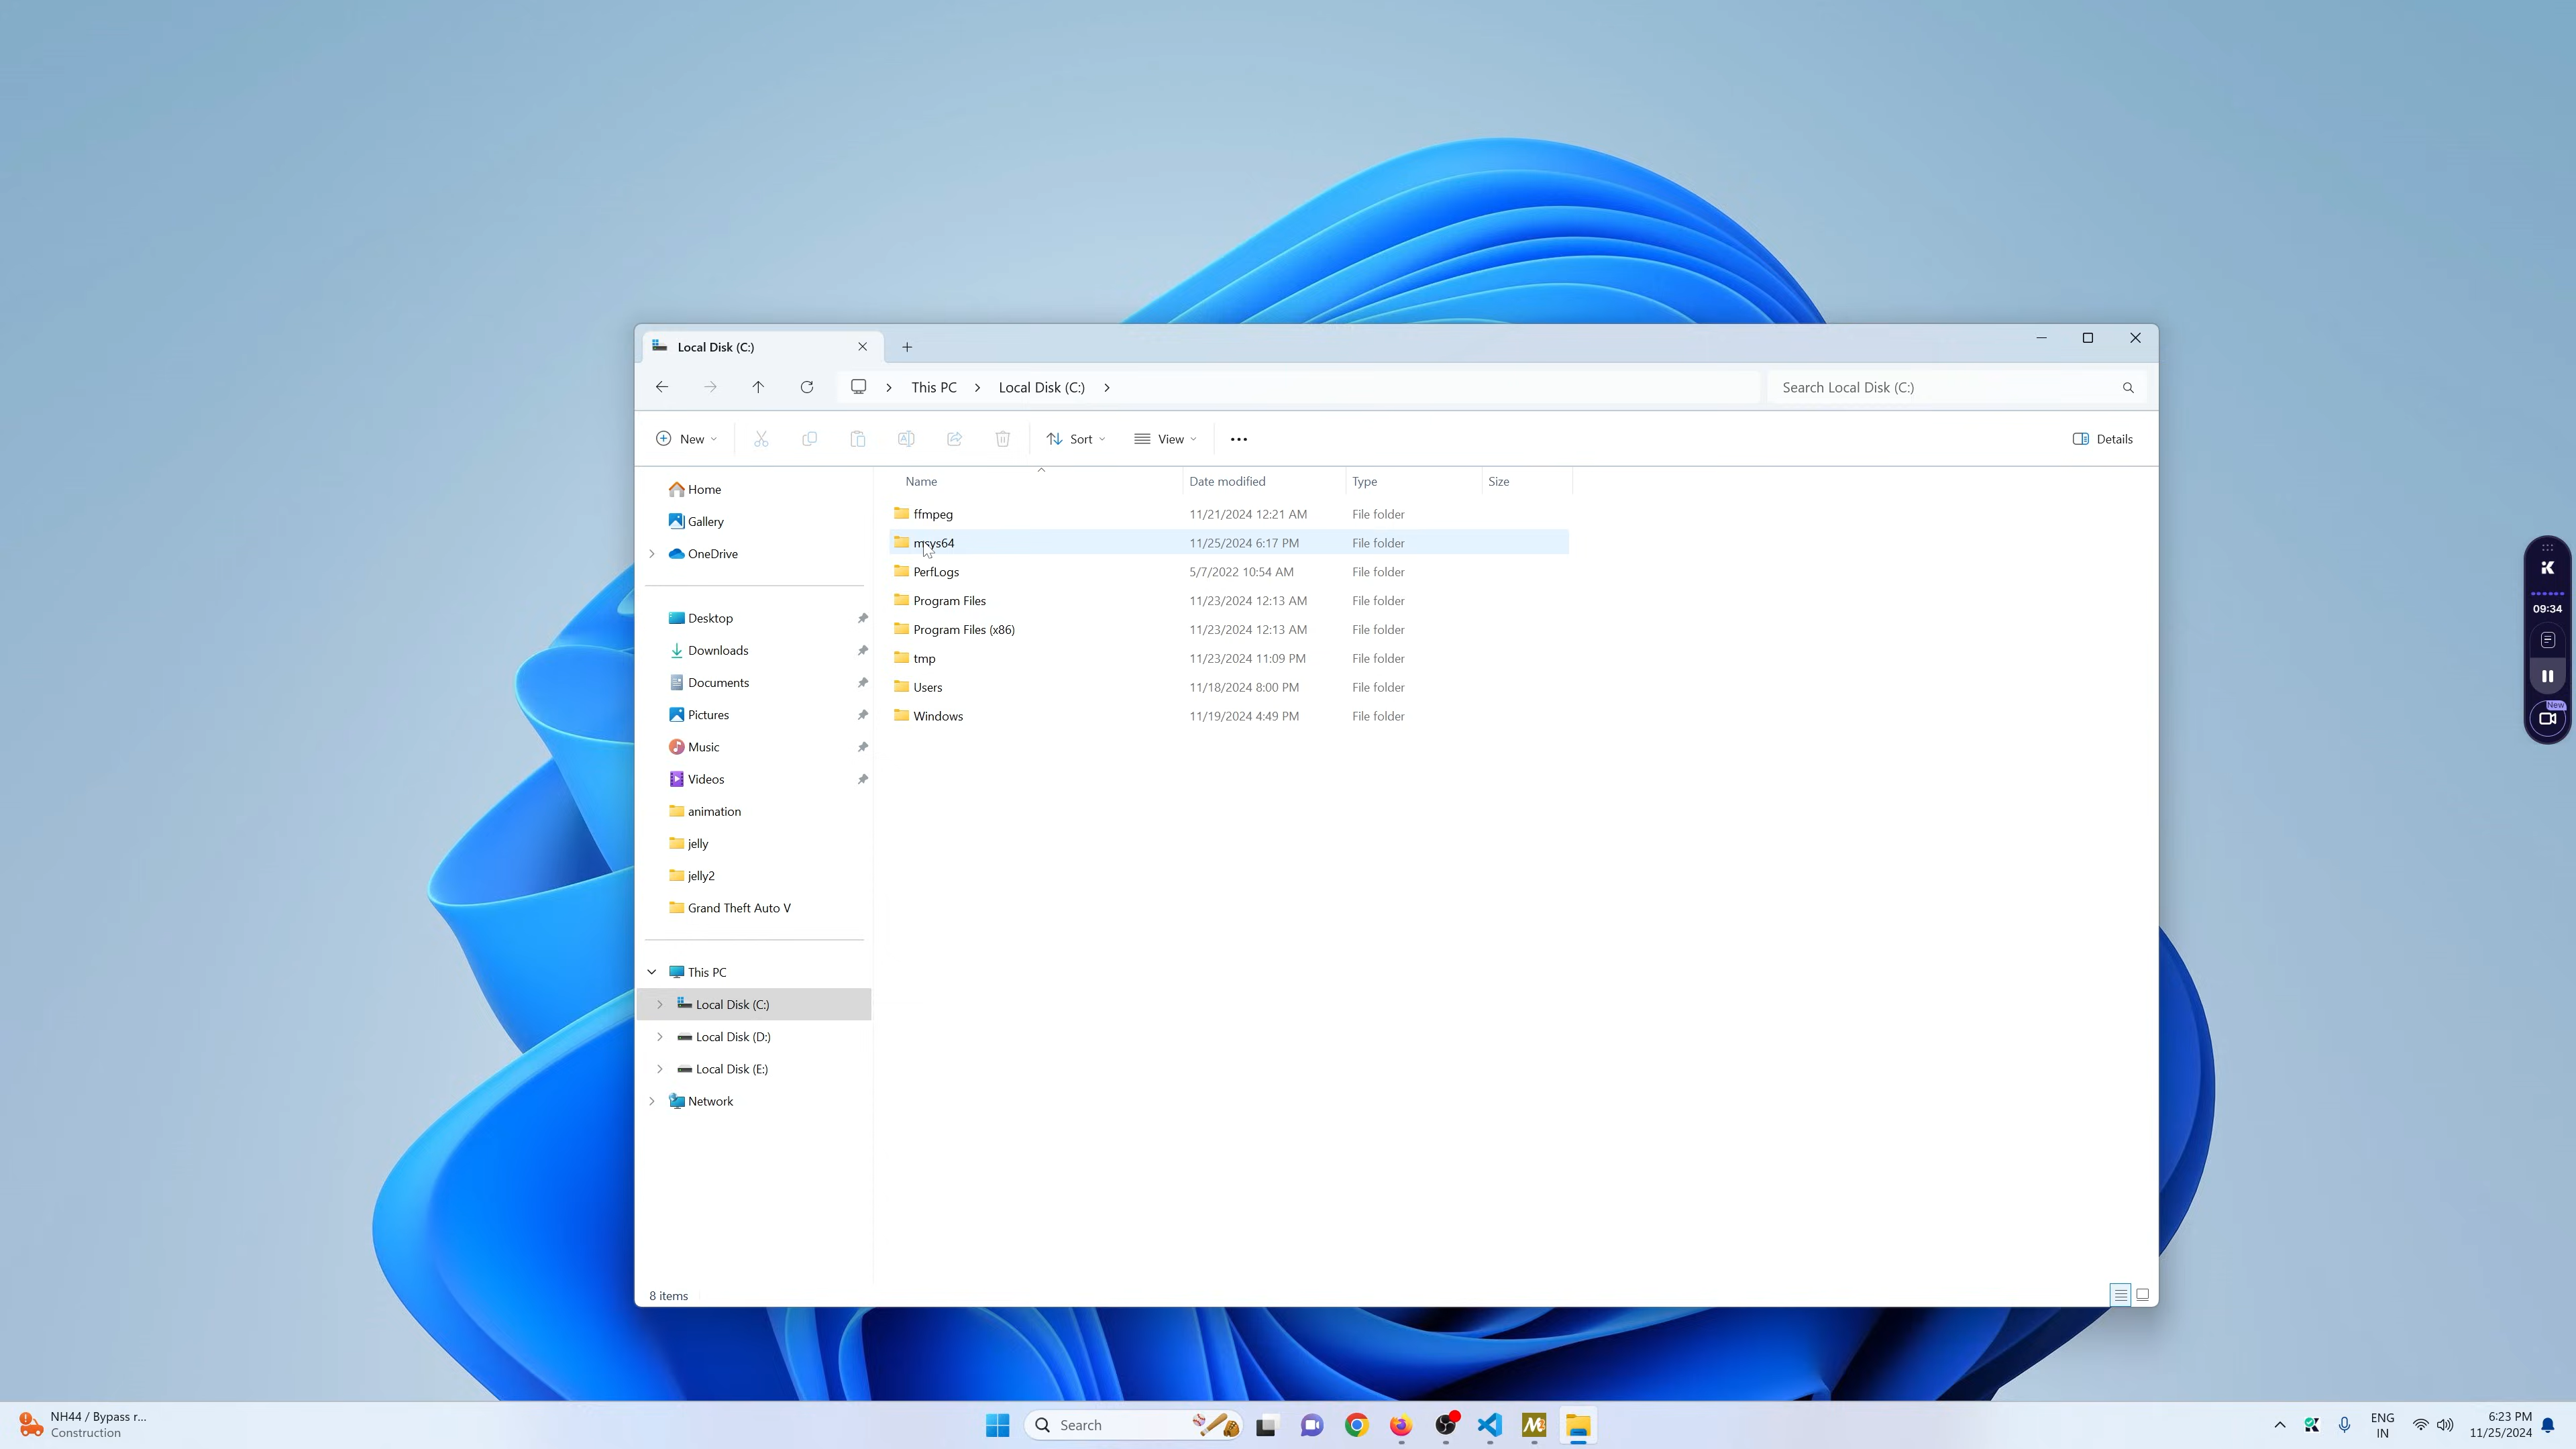 Local Disk (C:)
This PC
Local Disk (C:)
Search Local Disk (C:)
New
Sort
View
Details
Home
Gallery
OneDrive
Desktop
Downloads
Documents
Pictures
Music
Videos
animation
jelly
jelly2
Grand Theft Auto V
This PC
Local Disk (C:)
Local Disk (D:)
Local Disk (E:)
Network
Name Date modified Type Size
ffmpeg 11/21/2024 12:21 AM File folder
msys64 11/25/2024 6:17 PM File folder
PerfLogs 5/7/2022 10:54 AM File folder
Program Files 11/23/2024 12:13 AM File folder
Program Files (x86) 11/23/2024 12:13 AM File folder
tmp 11/23/2024 11:09 PM File folder
Users 11/18/2024 8:00 PM File folder
Windows 11/19/2024 4:49 PM File folder
8 items
09:34
New
NH44 / Bypass r...
Construction
Search
ENG
IN
6:23 PM
11/25/2024